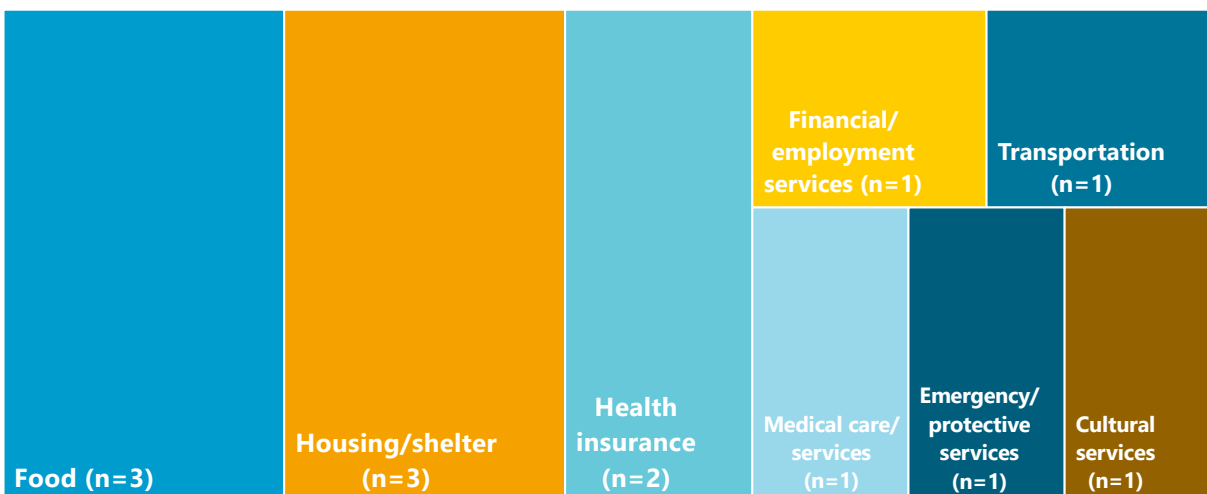 Food (n=3)
Housing/shelter
(n=3)
Health
insurance
(n=2)
Financial/
employment
services (n=1)
Transportation
(n=1)
Medical care/
services
(n=1)
Emergency/
protective
services
(n=1)
Cultural
services
(n=1)